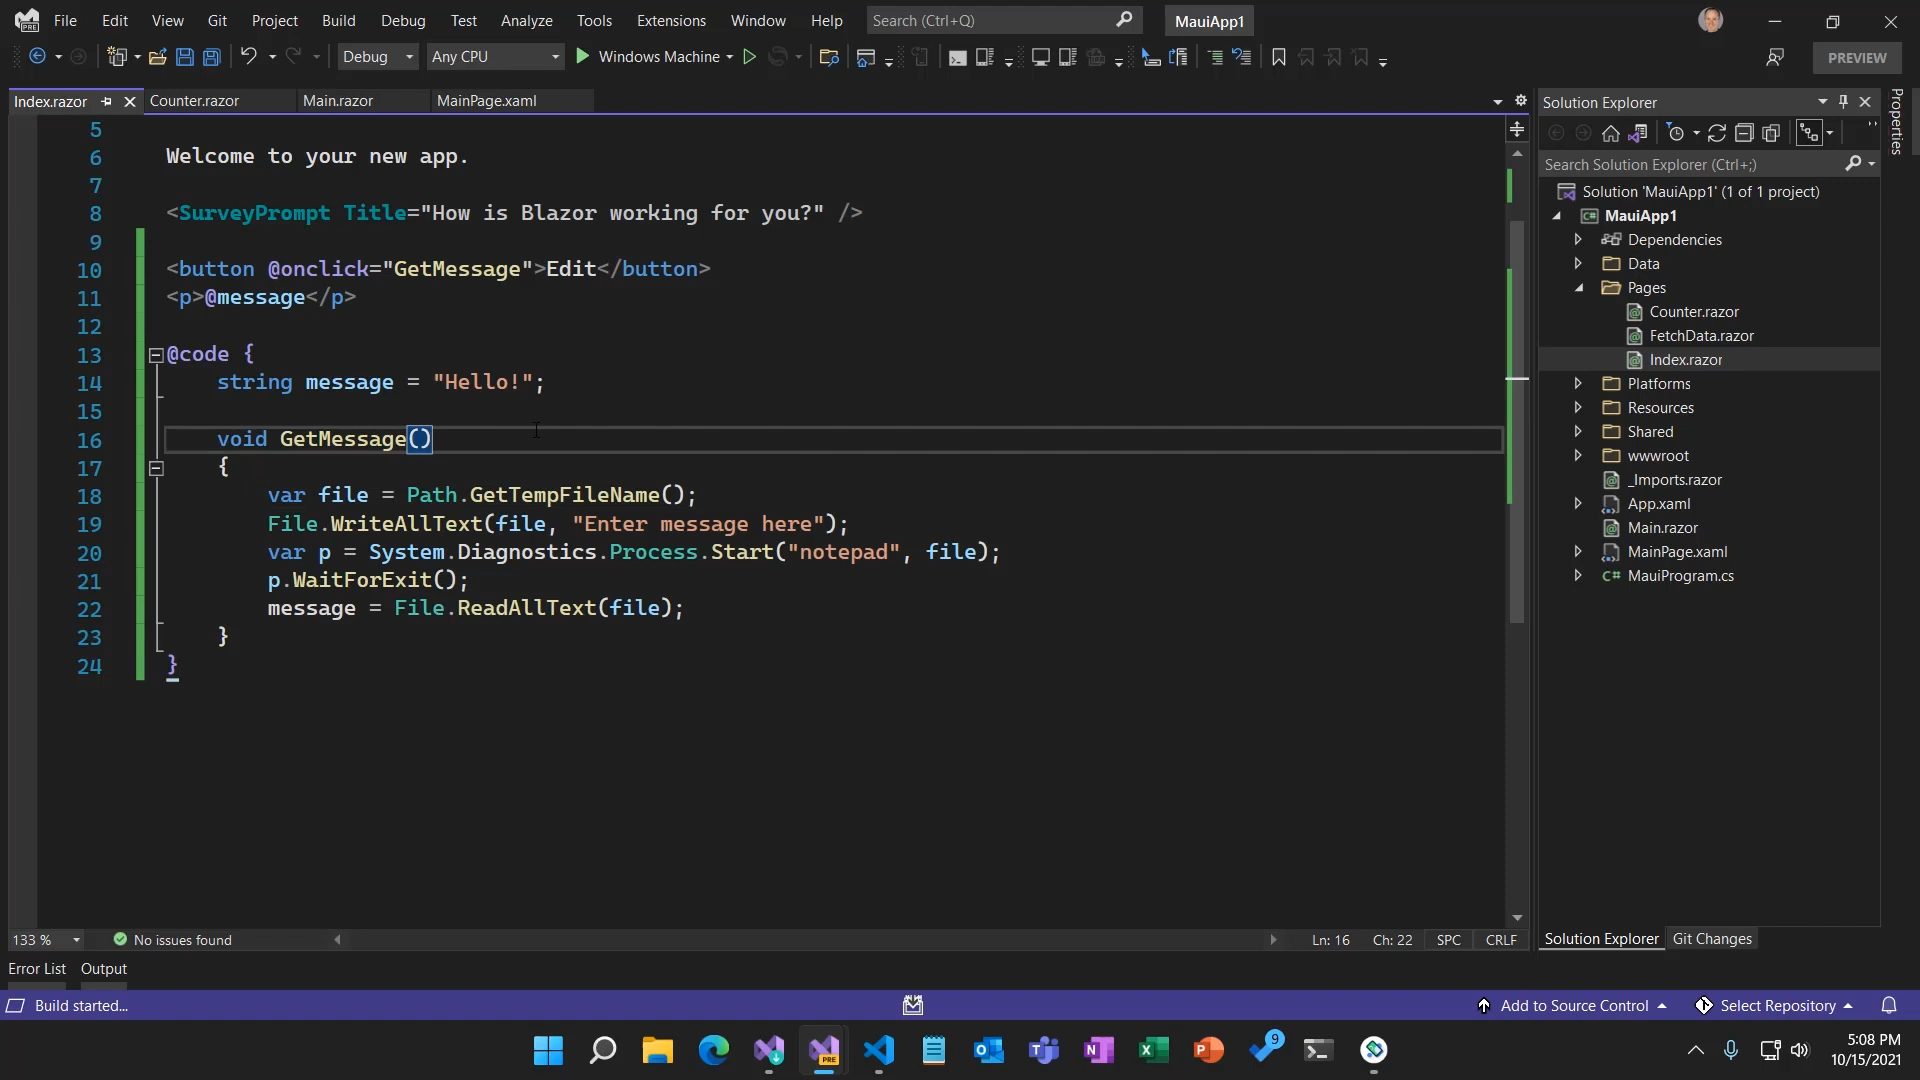 File Edit View Git Project Build Debug Test Analyze Tools Extensions Window Help Search (Ctrl+Q) MauiApp1
Debug Any CPU Windows Machine PREVIEW
Index.razor Counter.razor Main.razor MainPage.xaml
5
6 Welcome to your new app.
7
8 <SurveyPrompt Title="How is Blazor working for you?" />
9
10 <button @onclick="GetMessage">Edit</button>
11 <p>@message</p>
12
13 @code {
14 string message = "Hello!";
15
16 void GetMessage()
17 {
18 var file = Path.GetTempFileName();
19 File.WriteAllText(file, "Enter message here");
20 var p = System.Diagnostics.Process.Start("notepad", file);
21 p.WaitForExit();
22 message = File.ReadAllText(file);
23 }
24 }
133 % No issues found Ln: 16 Ch: 22 SPC CRLF
Solution Explorer
Search Solution Explorer (Ctrl+;)
Solution 'MauiApp1' (1 of 1 project)
MauiApp1
Dependencies
Data
Pages
Counter.razor
FetchData.razor
Index.razor
Platforms
Resources
Shared
wwwroot
_Imports.razor
App.xaml
Main.razor
MainPage.xaml
C# MauiProgram.cs
Solution Explorer Git Changes
Properties
Error List Output
Build started... Add to Source Control Select Repository
PRE
9
5:08 PM
10/15/2021